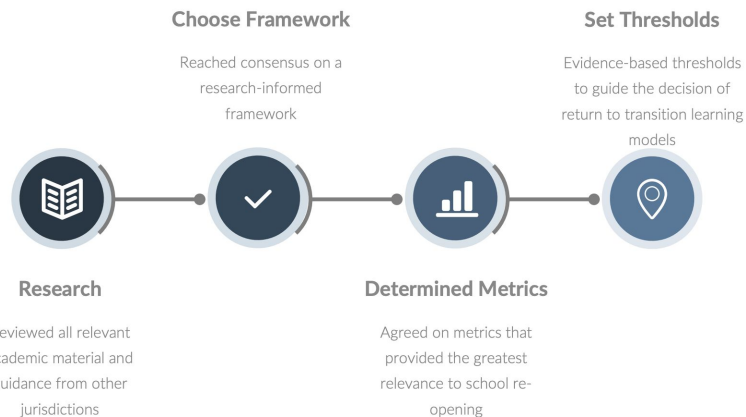 Choose Framework
Reached consensus on a
research-informed
framework
Set Thresholds
Evidence-based thresholds
to guide the decision of
return to transition learning
models
Research
eviewed all relevant
cademic material and
uidance from other
jurisdictions
Determined Metrics
Agreed on metrics that
provided the greatest
relevance to school re-
opening